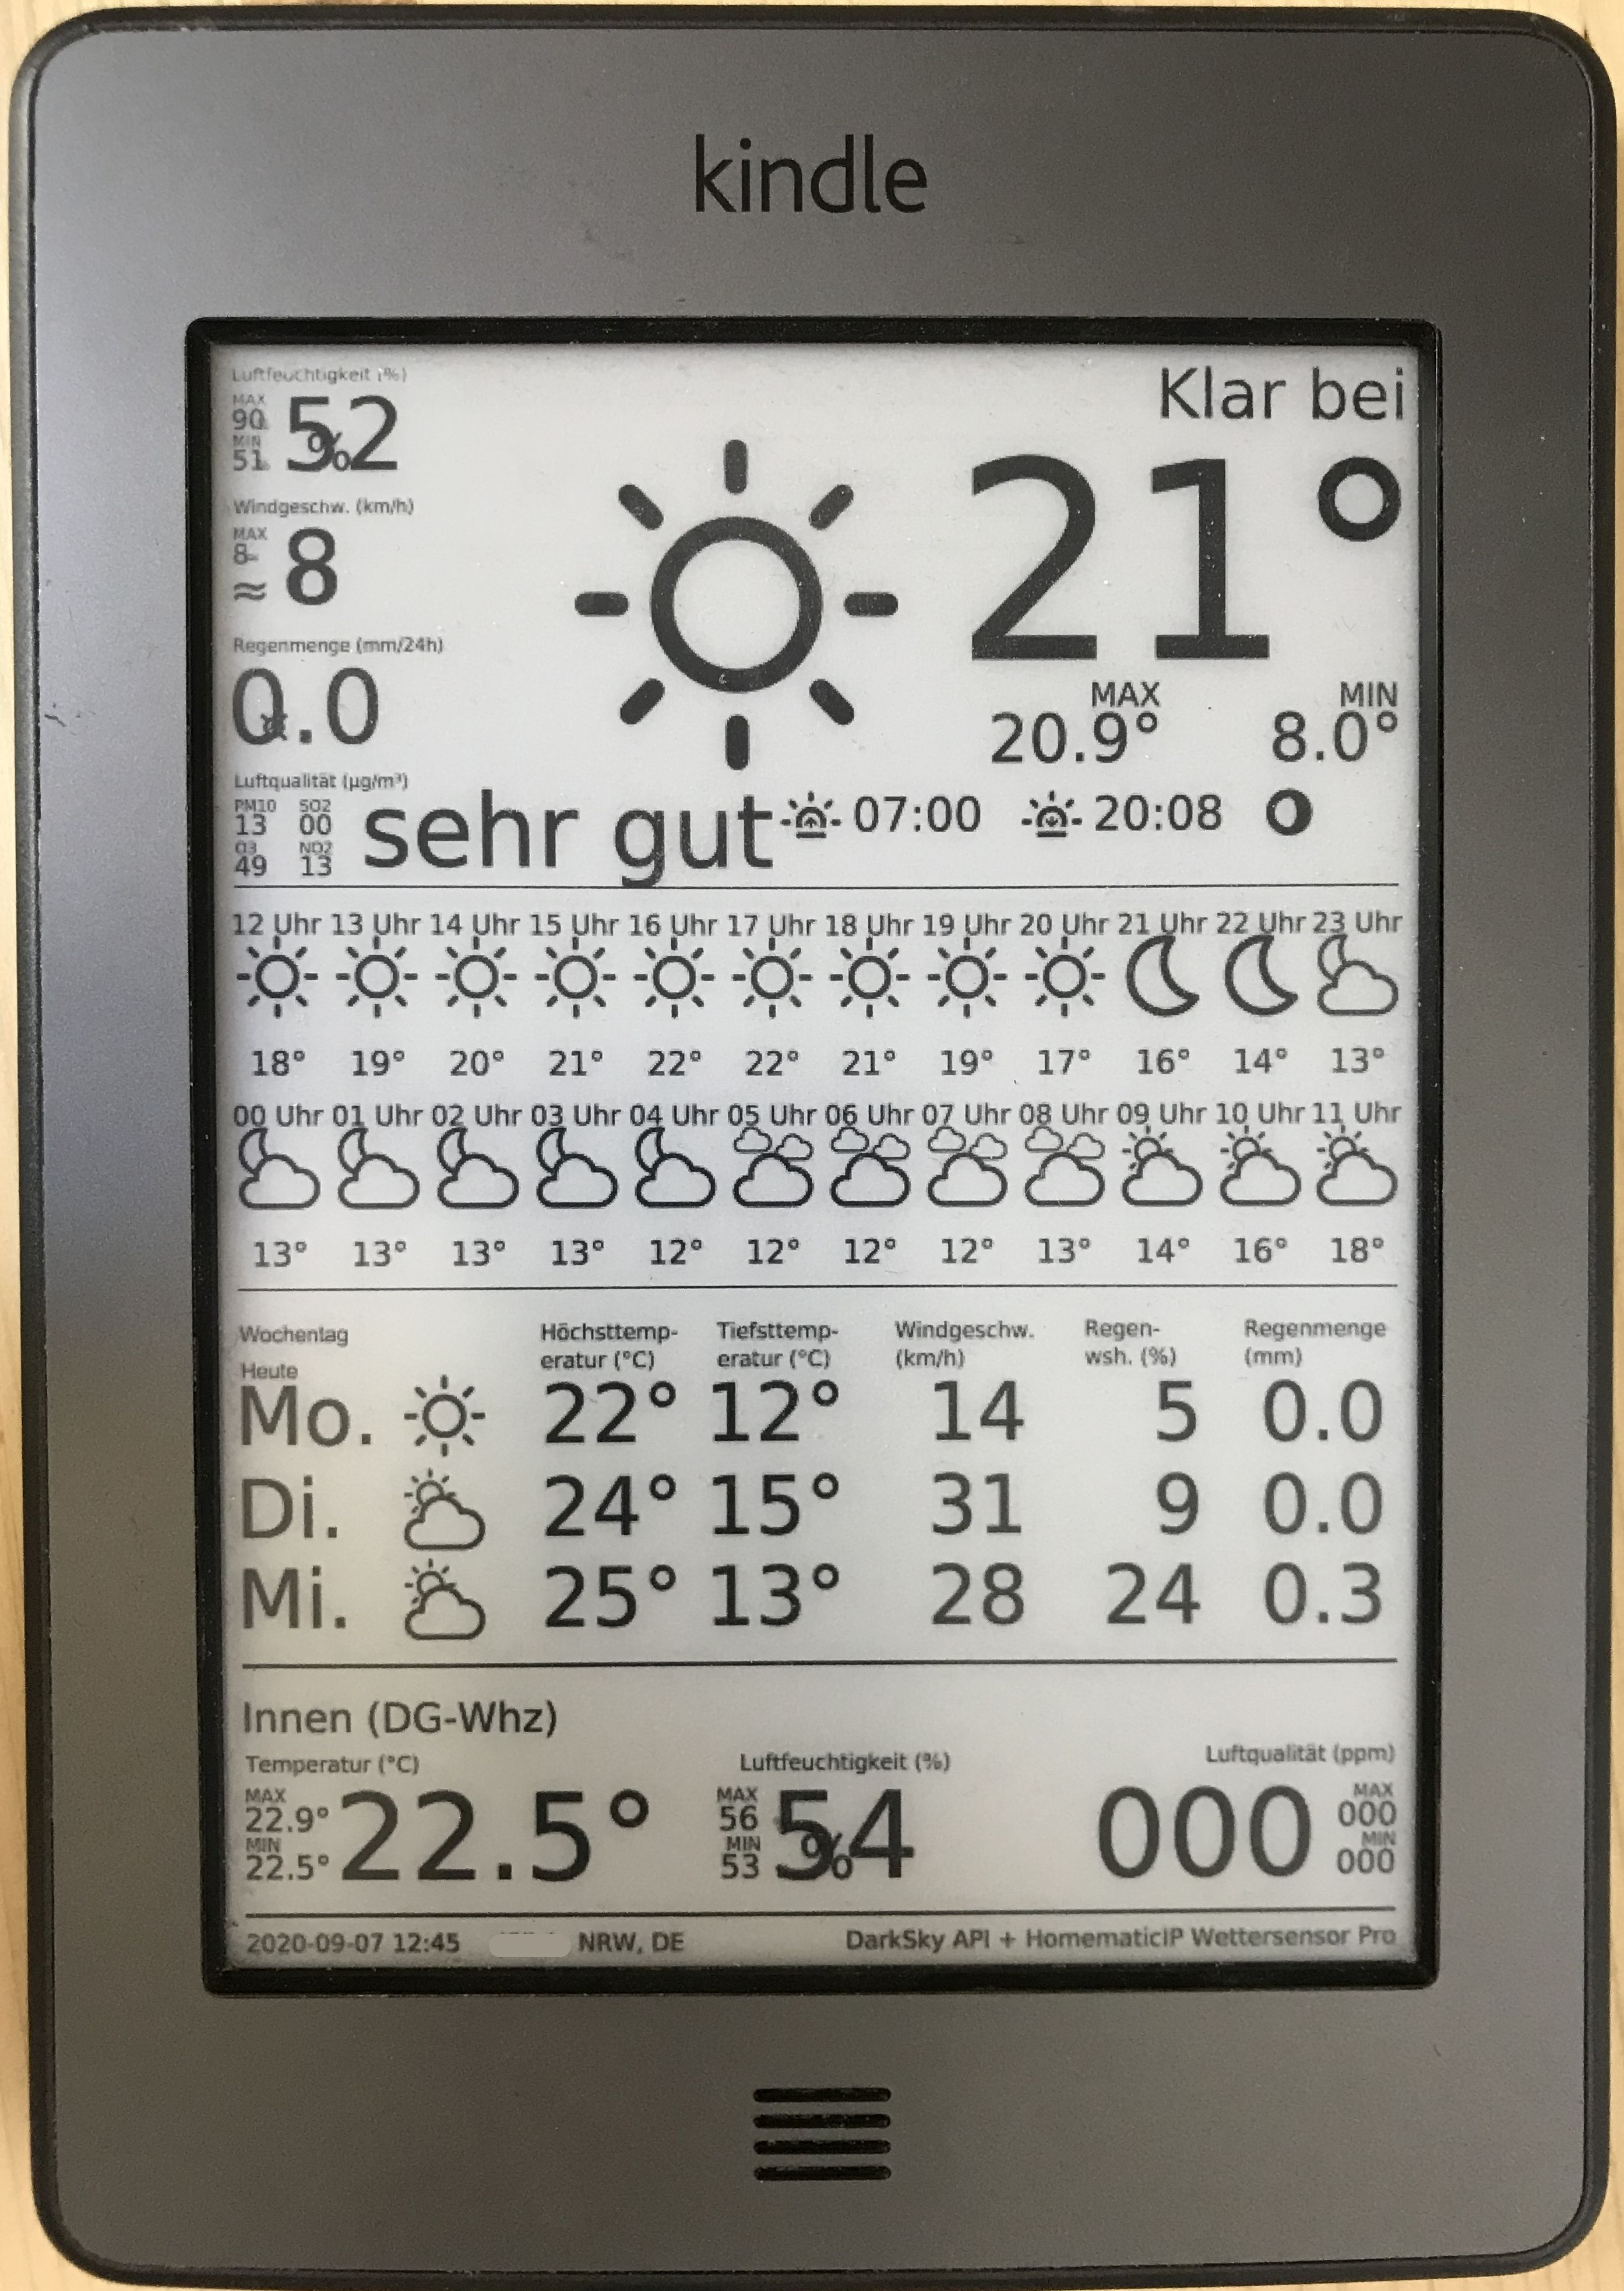 kindle
Luftfeuchtigkeit (%)
MAX
90
MIN
51
52
%
Klar bei
21°
Windgeschw. (km/h)
MAX
8
≈ 8
Regenmenge (mm/24h)
0.0
MAX MIN
20.9° 8.0°
Luftqualität (µg/m³)
PM10 SO2
13 00
O3 NO2
49 13
sehr gut
07:00 20:08
12 Uhr 13 Uhr 14 Uhr 15 Uhr 16 Uhr 17 Uhr 18 Uhr 19 Uhr 20 Uhr 21 Uhr 22 Uhr 23 Uhr
18° 19° 20° 21° 22° 22° 21° 19° 17° 16° 14° 13°
00 Uhr 01 Uhr 02 Uhr 03 Uhr 04 Uhr 05 Uhr 06 Uhr 07 Uhr 08 Uhr 09 Uhr 10 Uhr 11 Uhr
13° 13° 13° 13° 12° 12° 12° 12° 13° 14° 16° 18°
Wochentag Höchsttemp- Tiefsttemp- Windgeschw. Regen- Regenmenge
eratur (°C) eratur (°C) (km/h) wsh. (%) (mm)
Heute
Mo. 22° 12° 14 5 0.0
Di. 24° 15° 31 9 0.0
Mi. 25° 13° 28 24 0.3
Innen (DG-Whz)
Temperatur (°C) Luftfeuchtigkeit (%) Luftqualität (ppm)
MAX
22.9°
MIN
22.5°
22.5°
MAX
56
MIN
53
54
%
000
MAX
000
MIN
000
2020-09-07 12:45 NRW, DE DarkSky API + HomematicIP Wettersensor Pro